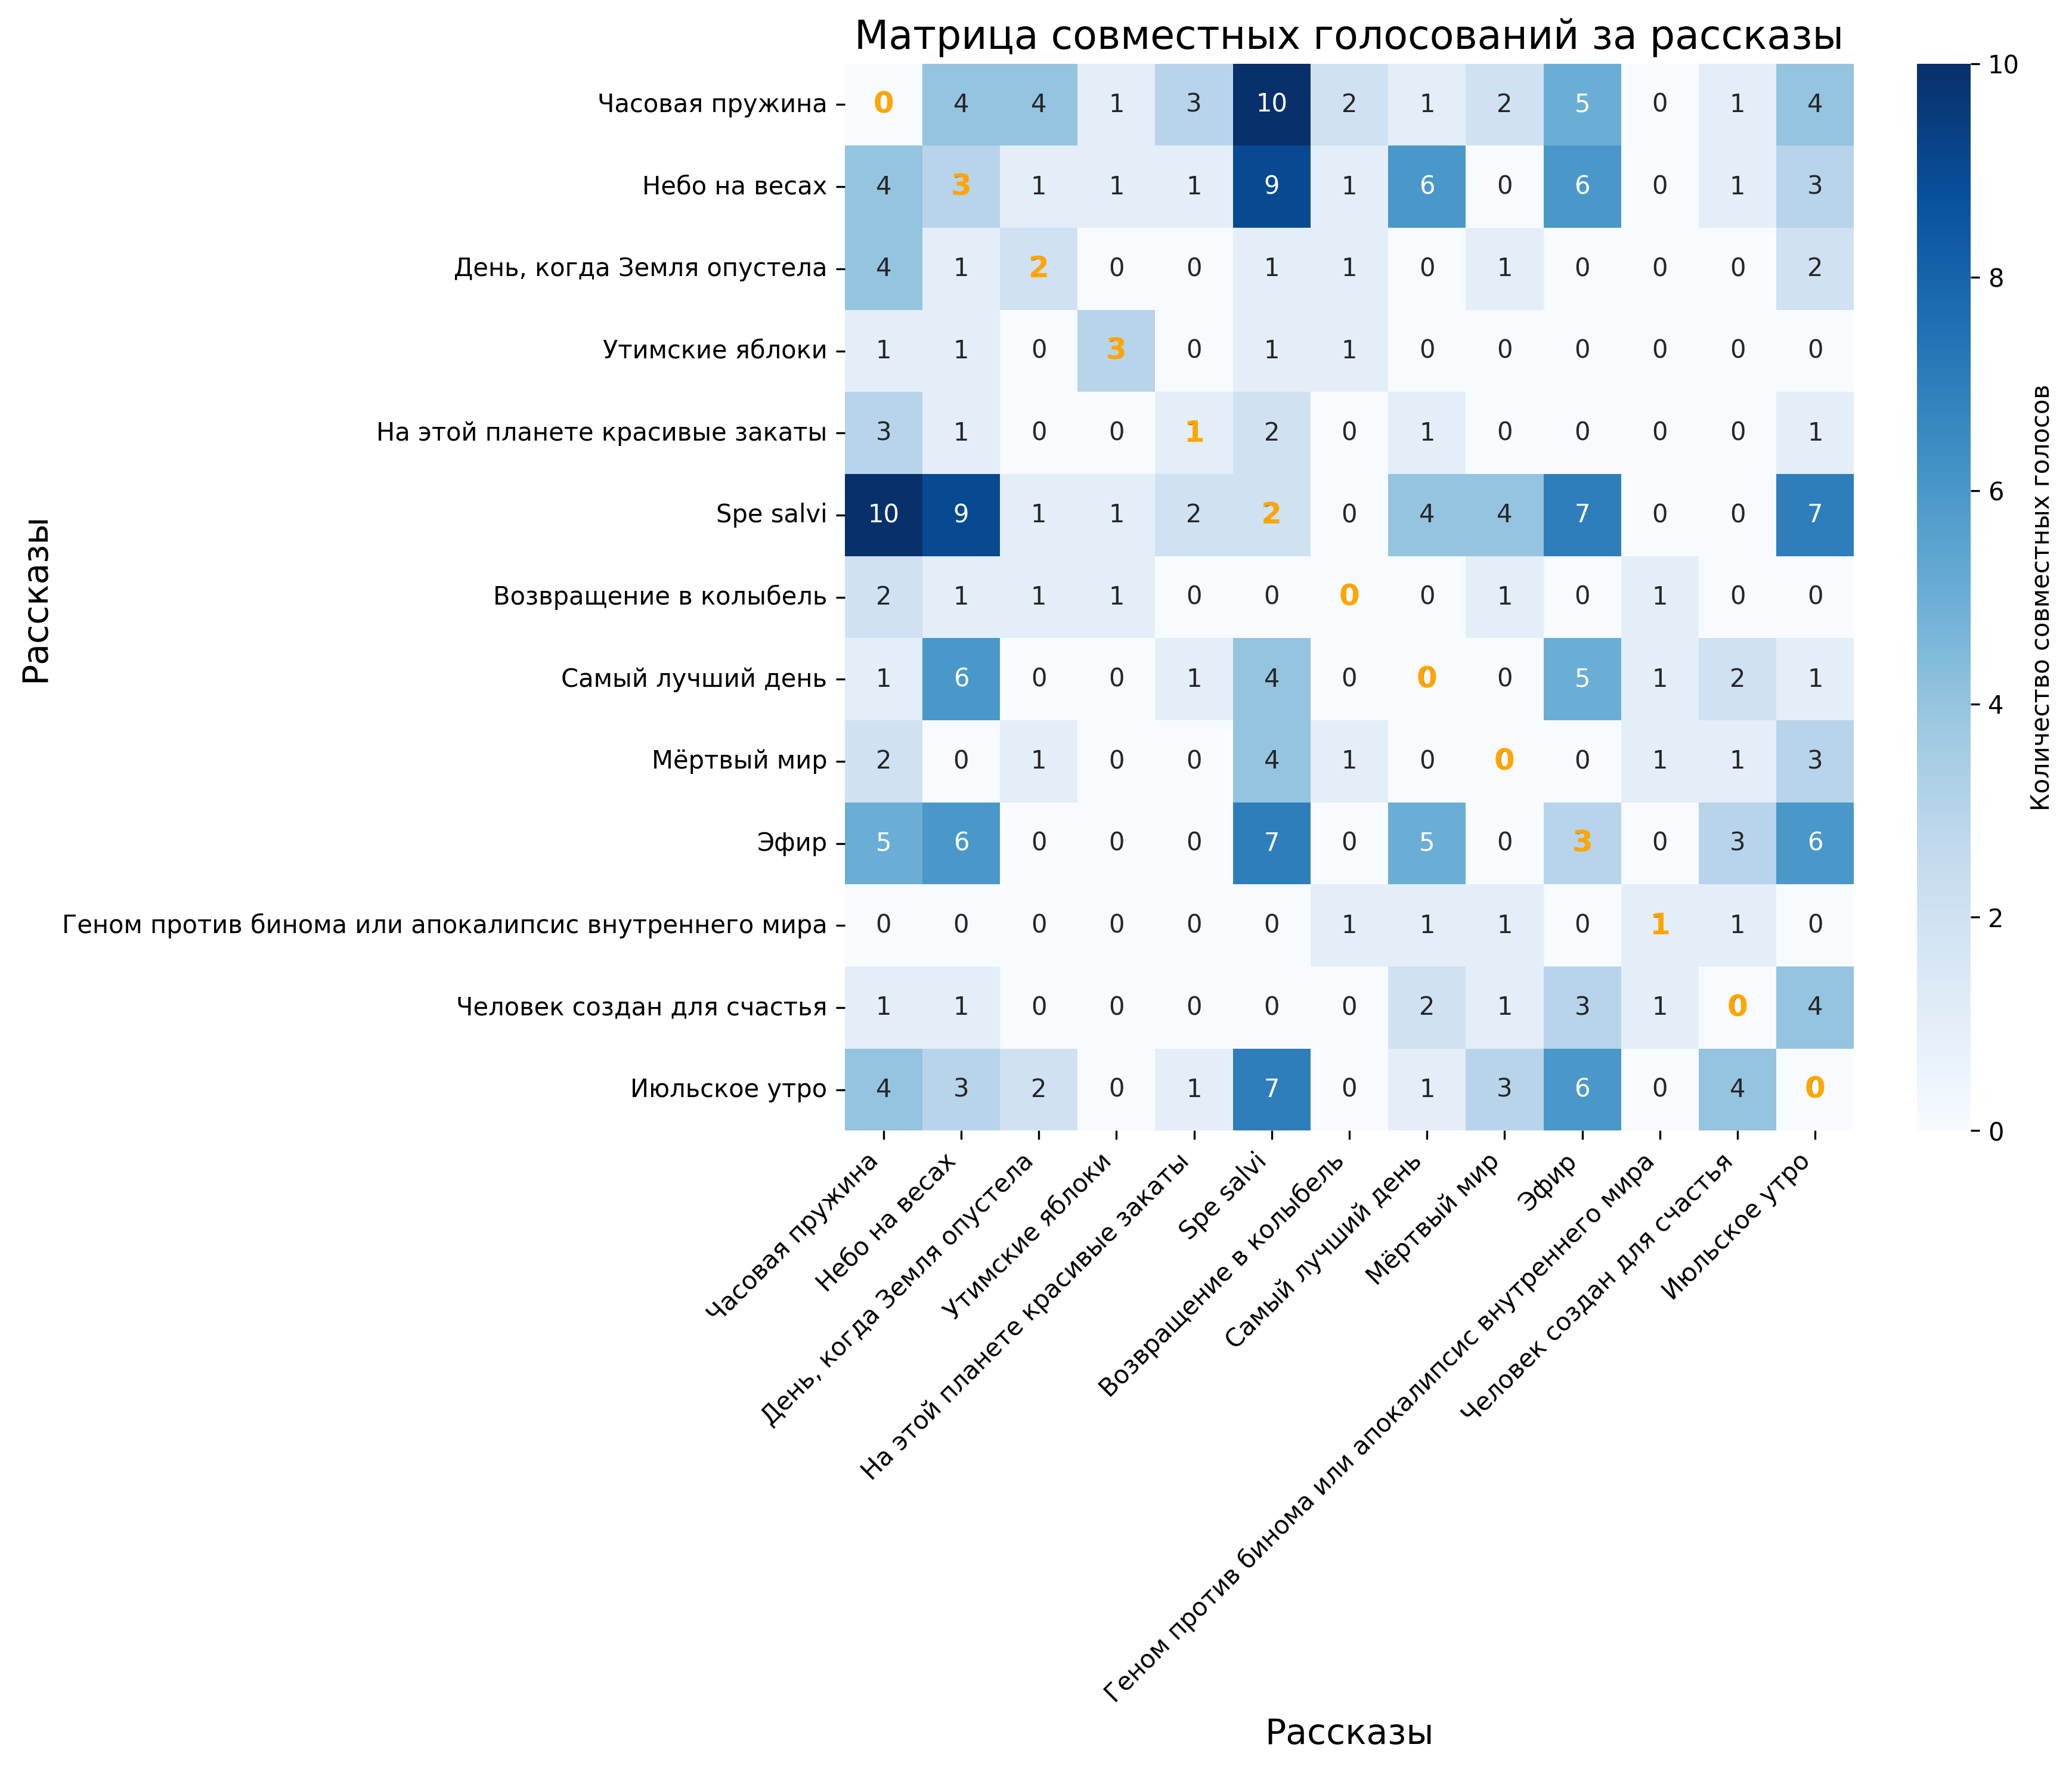 Матрица совместных голосований за рассказы
Часовая пружина 0 4 4 1 3 10 2 1 2 5 0 1 4
Небо на весах 4 3 1 1 1 9 1 6 0 6 0 1 3
День, когда Земля опустела 4 1 2 0 0 1 1 0 1 0 0 0 2
Утимские яблоки 1 1 0 3 0 1 1 0 0 0 0 0 0
На этой планете красивые закаты 3 1 0 0 1 2 0 1 0 0 0 0 1
Spe salvi 10 9 1 1 2 2 0 4 4 7 0 0 7
Возвращение в колыбель 2 1 1 1 0 0 0 0 1 0 1 0 0
Самый лучший день 1 6 0 0 1 4 0 0 0 5 1 2 1
Мёртвый мир 2 0 1 0 0 4 1 0 0 0 1 1 3
Эфир 5 6 0 0 0 7 0 5 0 3 0 3 6
Геном против бинома или апокалипсис внутреннего мира 0 0 0 0 0 0 1 1 1 0 1 1 0
Человек создан для счастья 1 1 0 0 0 0 0 2 1 3 1 0 4
Июльское утро 4 3 2 0 1 7 0 1 3 6 0 4 0
Рассказы
Часовая пружина
Небо на весах
День, когда Земля опустела
Утимские яблоки
На этой планете красивые закаты
Spe salvi
Возвращение в колыбель
Самый лучший день
Мёртвый мир
Эфир
Геном против бинома или апокалипсис внутреннего мира
Человек создан для счастья
Июльское утро
Рассказы
10
8
6
4
2
0
Количество совместных голосов